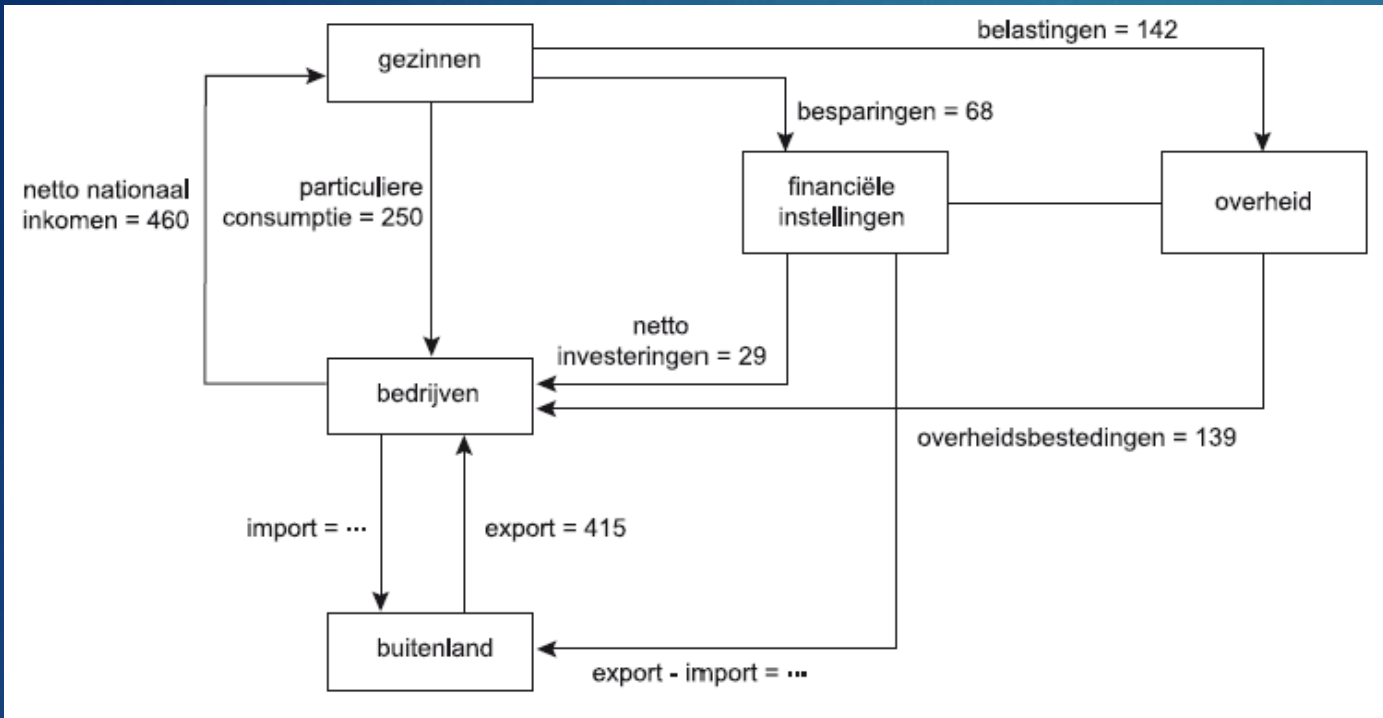 belastingen = 142
gezinnen
besparingen = 68
netto nationaal
inkomen = 460
particuliere
consumptie = 250
financiële
instellingen
overheid
netto
investeringen = 29
bedrijven
overheidsbestedingen = 139
import = ...
export = 415
buitenland
export - import = ...